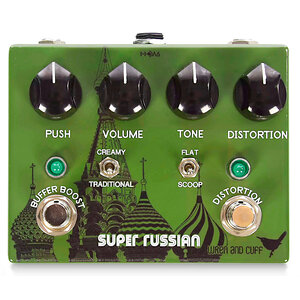 PUSH VOLUME TONE DISTORTION
CREAMY FLAT
TRADITIONAL SCOOP
BUFFER BOOST DISTORTION
SUPER RUSSIAN
WREN AND CUFF